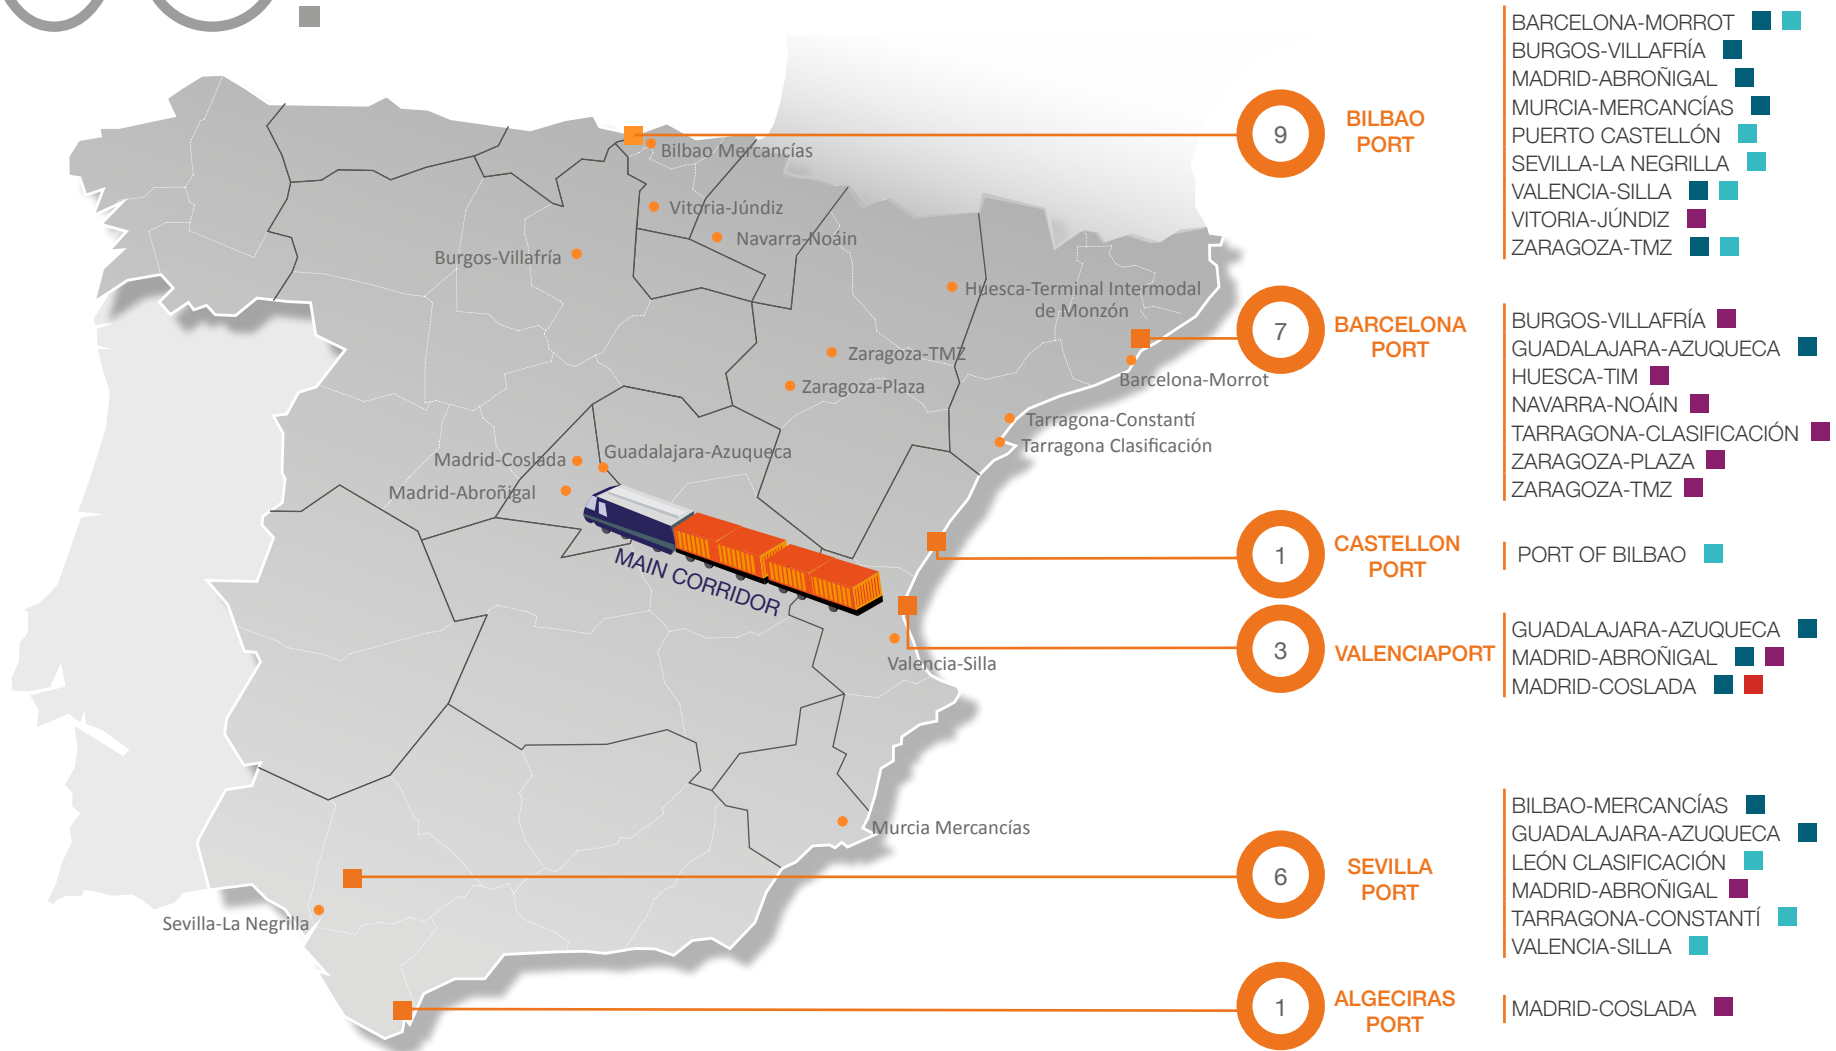 BARCELONA-MORROT
BURGOS-VILLAFRÍA
MADRID-ABROÑIGAL
MURCIA-MERCANCÍAS
PUERTO CASTELLÓN
SEVILLA-LA NEGRILLA
VALENCIA-SILLA
VITORIA-JÚNDIZ
ZARAGOZA-TMZ
9
BILBAO
PORT
Bilbao Mercancías
Vitoria-Júndiz
Navarra-Noáin
Burgos-Villafría
Huesca-Terminal Intermodal
de Monzón
7
BARCELONA
PORT
BURGOS-VILLAFRÍA
GUADALAJARA-AZUQUECA
HUESCA-TIM
NAVARRA-NOÁIN
TARRAGONA-CLASIFICACIÓN
ZARAGOZA-PLAZA
ZARAGOZA-TMZ
Zaragoza-TMZ
Zaragoza-Plaza
Barcelona-Morrot
Tarragona-Constantí
Tarragona Clasificación
Madrid-Coslada
Guadalajara-Azuqueca
Madrid-Abroñigal
MAIN CORRIDOR
1
CASTELLON
PORT
PORT OF BILBAO
3
VALENCIAPORT
GUADALAJARA-AZUQUECA
MADRID-ABROÑIGAL
MADRID-COSLADA
Valencia-Silla
Murcia Mercancías
6
SEVILLA
PORT
BILBAO-MERCANCÍAS
GUADALAJARA-AZUQUECA
LEÓN CLASIFICACIÓN
MADRID-ABROÑIGAL
TARRAGONA-CONSTANTÍ
VALENCIA-SILLA
Sevilla-La Negrilla
1
ALGECIRAS
PORT
MADRID-COSLADA